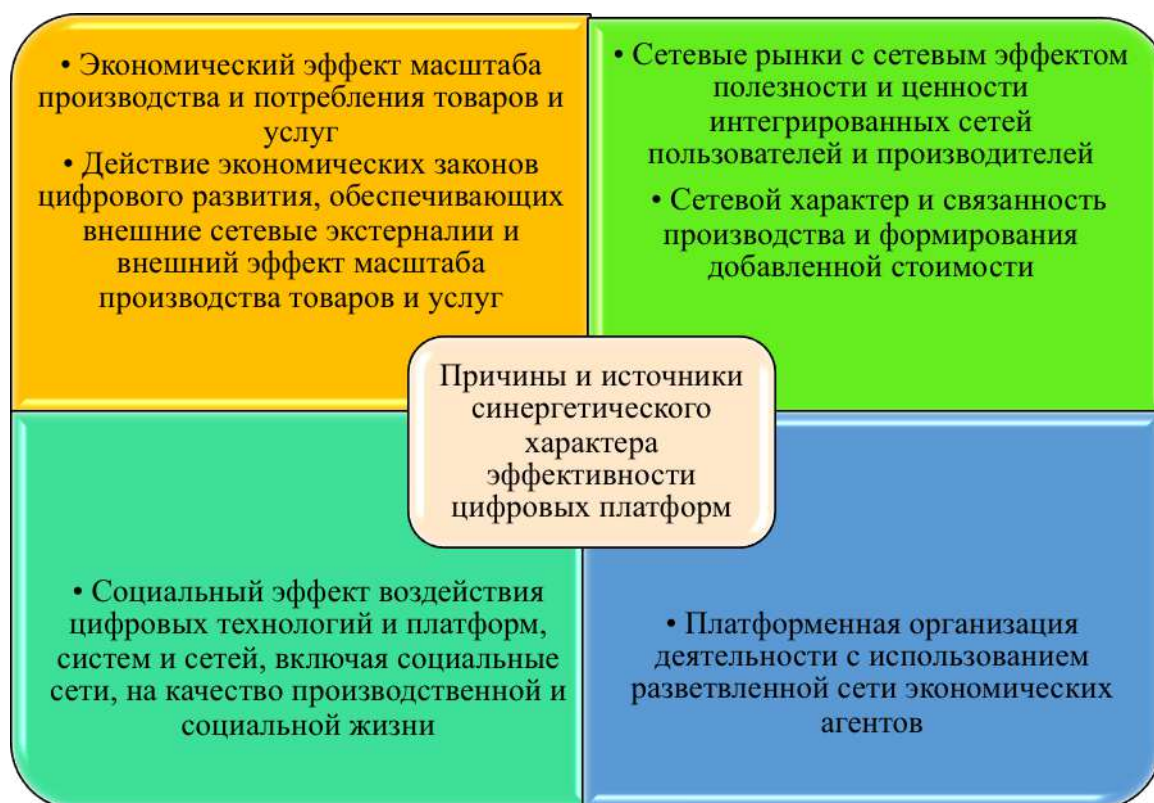 • Экономический эффект масштаба
производства и потребления товаров и
услуг
• Действие экономических законов
цифрового развития, обеспечивающих
внешние сетевые экстерналии и
внешний эффект масштаба
производства товаров и услуг
• Сетевые рынки с сетевым эффектом
полезности и ценности
интегрированных сетей
пользователей и производителей
• Сетевой характер и связанность
производства и формирования
добавленной стоимости
Причины и источники
синергетического
характера
эффективности
цифровых платформ
• Социальный эффект воздействия
цифровых технологий и платформ,
систем и сетей, включая социальные
сети, на качество производственной и
социальной жизни
• Платформенная организация
деятельности с использованием
разветвленной сети экономических
агентов